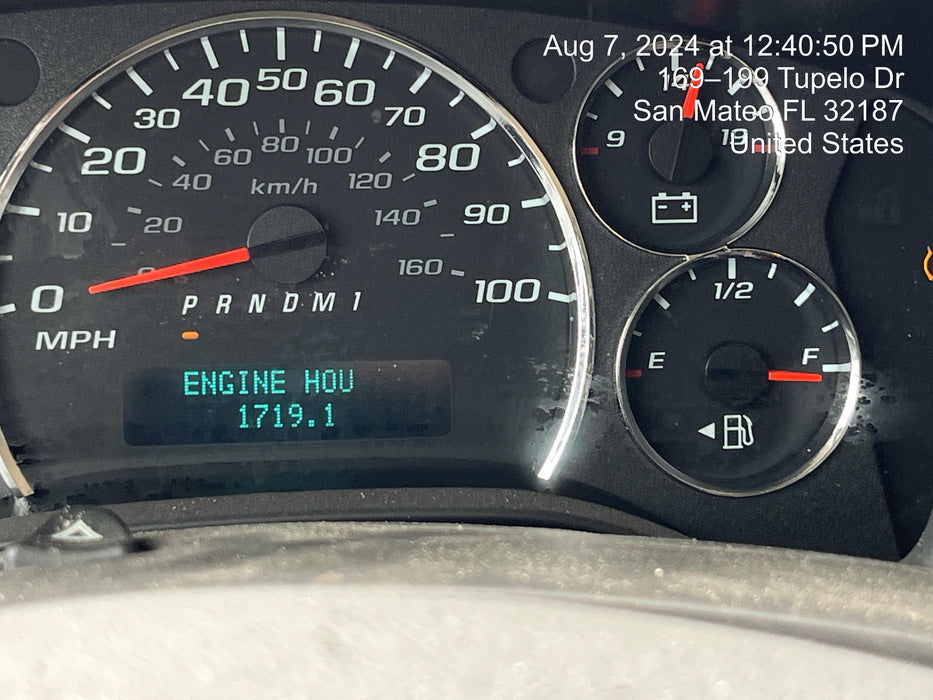 Aug 7, 2024 at 12:40:50 PM
169–199 Tupelo Dr
San Mateo FL 32187
United States
0 10 20 30 40 50 60 70 80 90 100
MPH
20 40 60 80 100 120 140 160
km/h
P R N D M 1
ENGINE HOU
1719.1
9 19
E 1/2 F